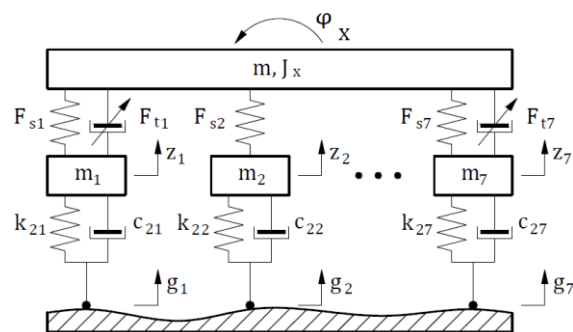 φ x
m, J x
F s1 F t1 F s2 F s7 F t7
m 1 z 1 m 2 z 2 • • • m 7 z 7
k 21 c 21 k 22 c 22 k 27 c 27
g 1 g 2 g 7